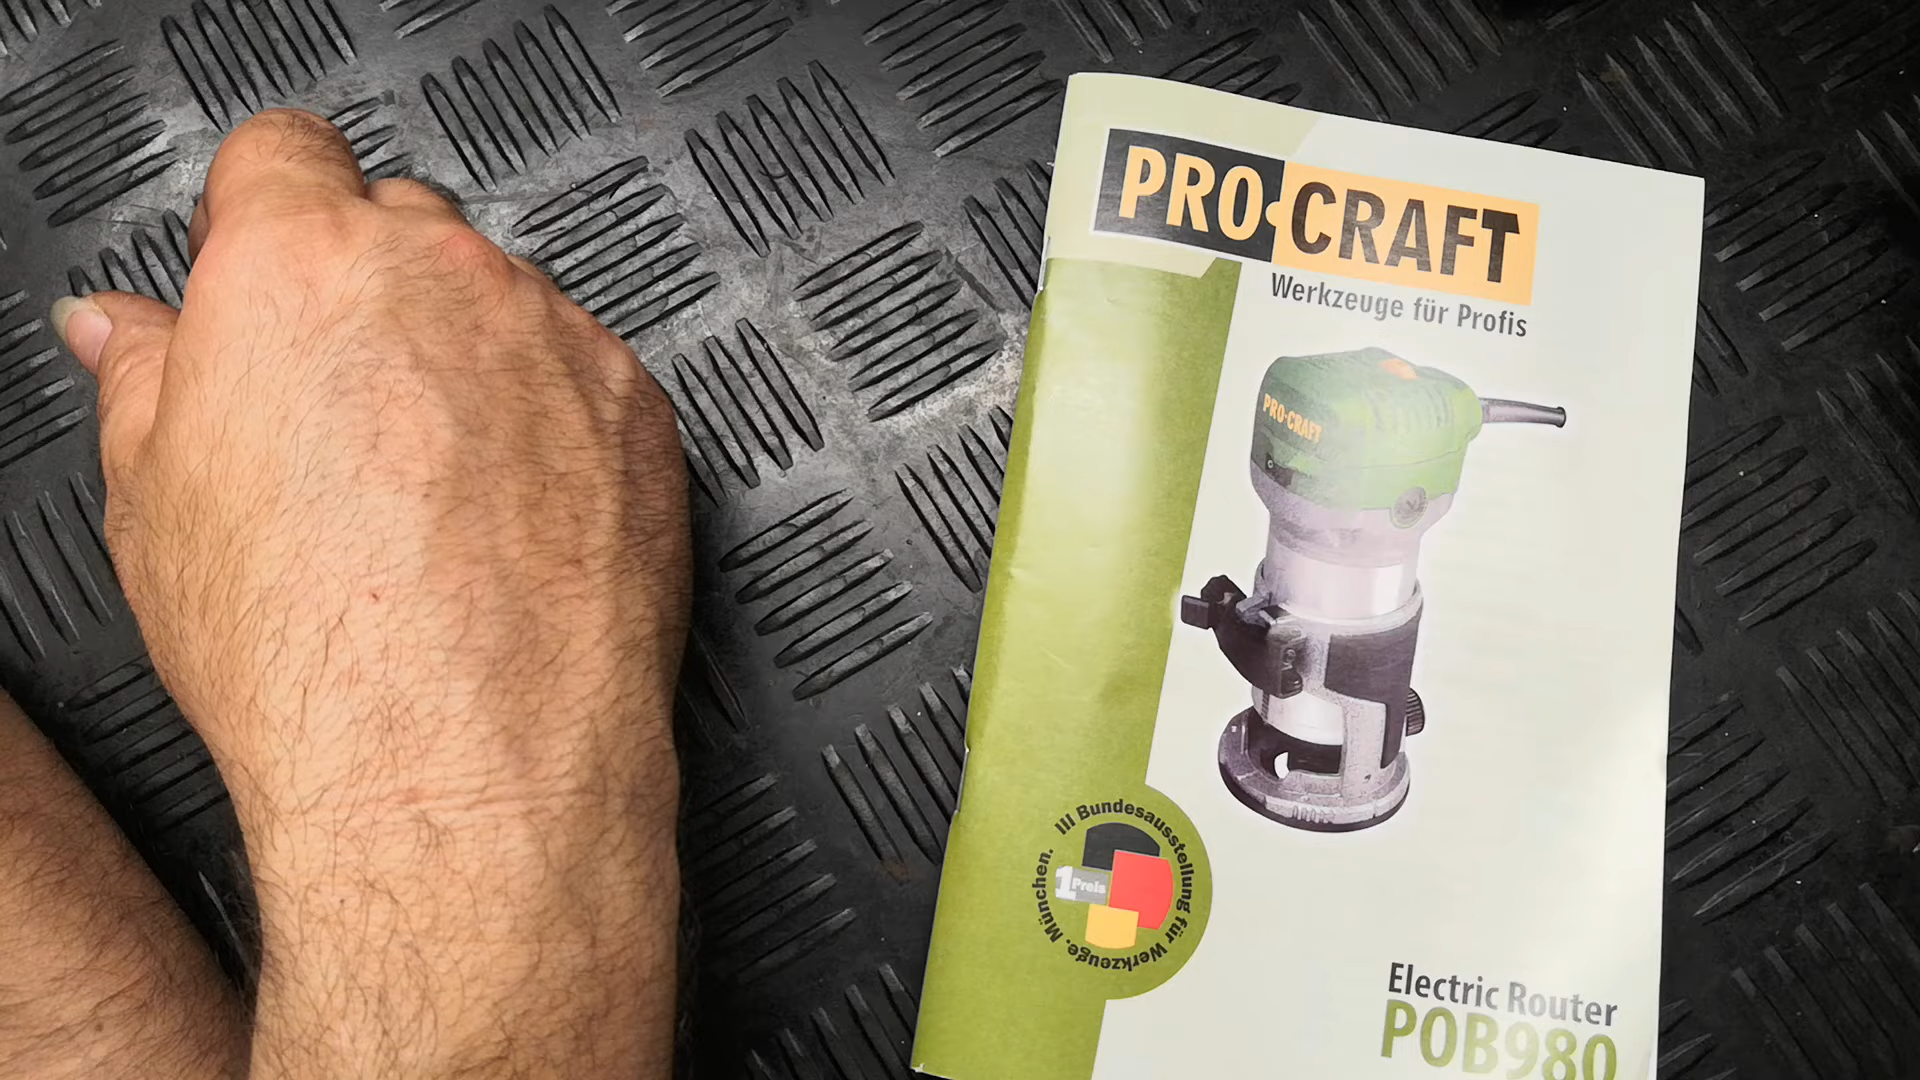 PRO·CRAFT
Werkzeuge für Profis
PRO-CRAFT
III Bundesausstellung für Werkzeuge. München.
1 Preis
Electric Router
POB980